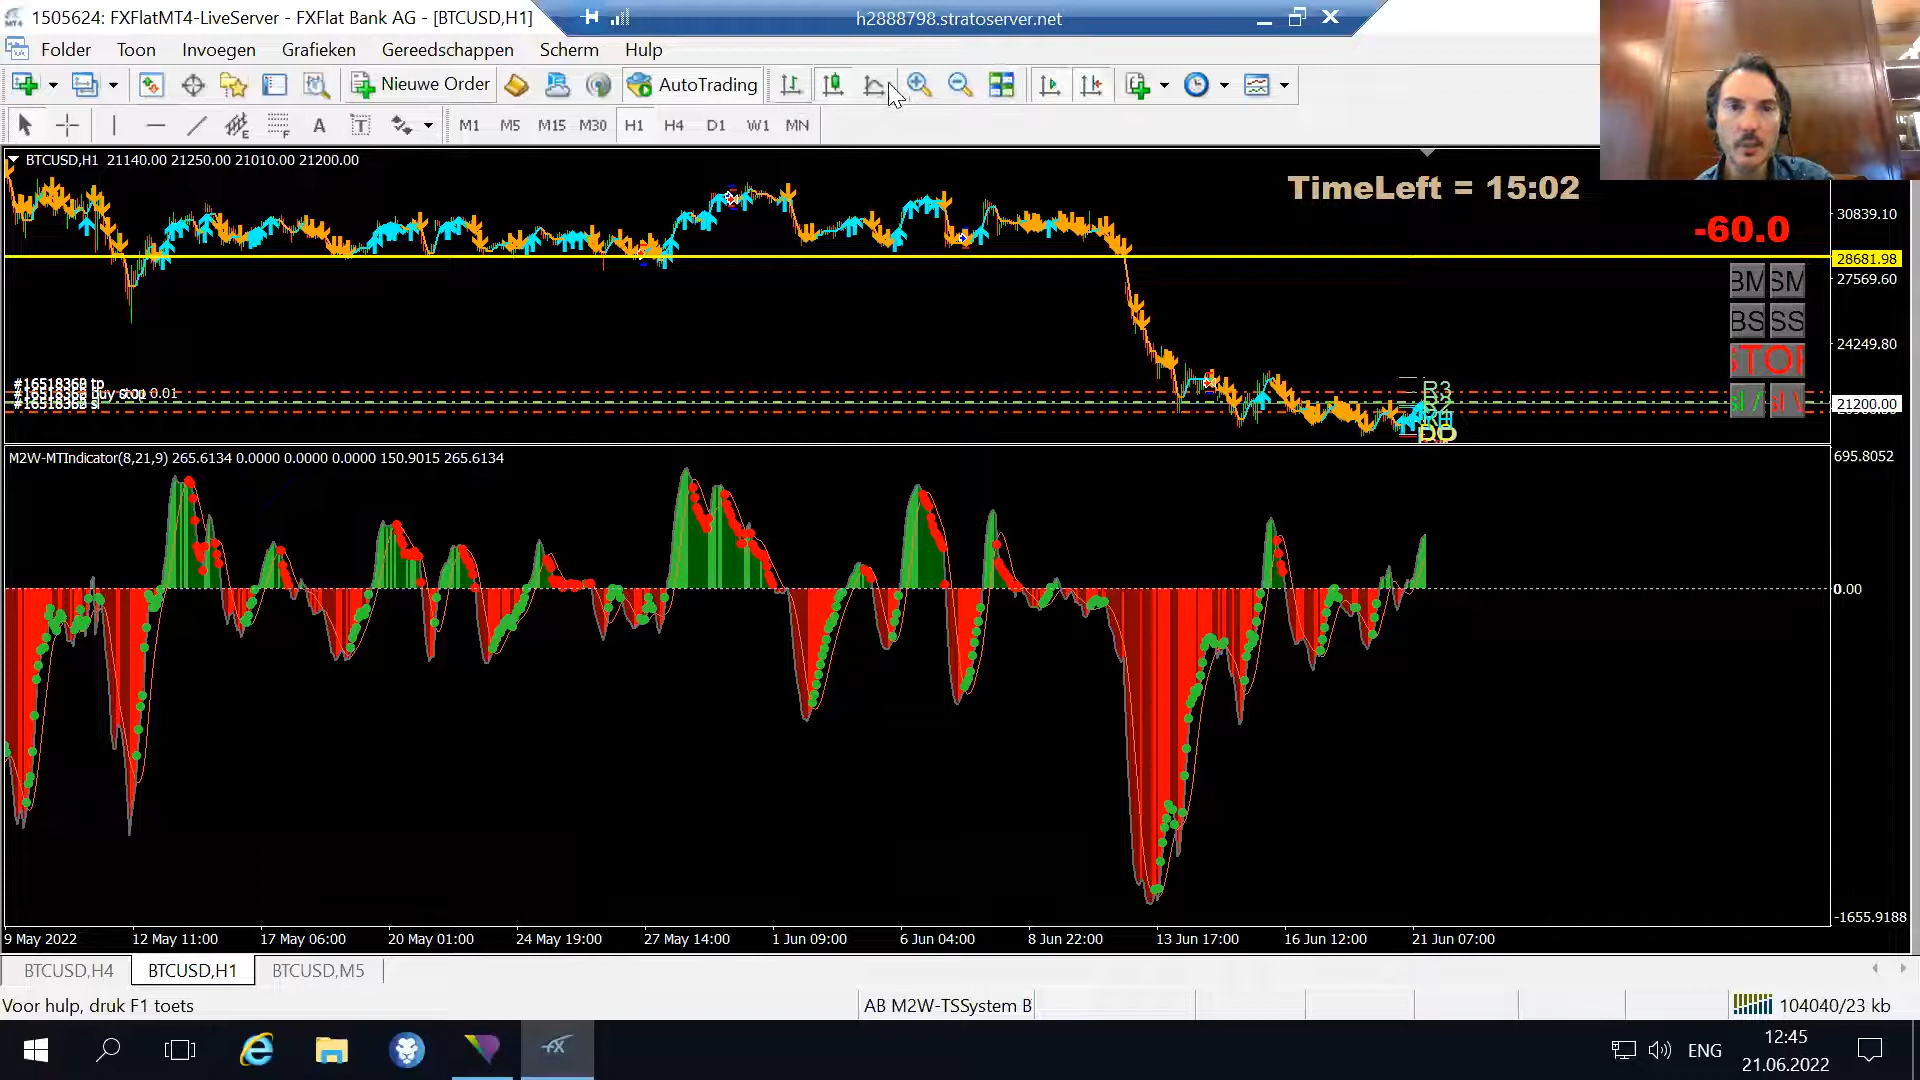 1505624: FXFlatMT4-LiveServer - FXFlat Bank AG - [BTCUSD,H1]
h2888798.stratoserver.net
Folder Toon Invoegen Grafieken Gereedschappen Scherm Hulp
Nieuwe Order AutoTrading
A T M1 M5 M15 M30 H1 H4 D1 W1 MN
BTCUSD,H1 21140.00 21250.00 21010.00 21200.00
TimeLeft = 15:02
-60.0
30839.10
28681.98
27569.60
24249.80
21200.00
BM SM
BS SS
STOP
R3
#16518369 tp
buy stop 0.01
M2W-MTIndicator(8,21,9) 265.6134 0.0000 0.0000 0.0000 150.9015 265.6134
695.8052
0.00
-1655.9188
9 May 2022 12 May 11:00 17 May 06:00 20 May 01:00 24 May 19:00 27 May 14:00 1 Jun 09:00 6 Jun 04:00 8 Jun 22:00 13 Jun 17:00 16 Jun 12:00 21 Jun 07:00
BTCUSD,H4 BTCUSD,H1 BTCUSD,M5
Voor hulp, druk F1 toets
AB M2W-TSSystem B
104040/23 kb
ENG
12:45
21.06.2022